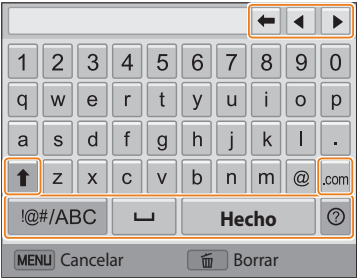 1 2 3 4 5 6 7 8 9 0
q w e r t y u i o p
a s d f g h j k l .
z x c v b n m @ .com
!@#/ABC Hecho ?
MENU Cancelar Borrar